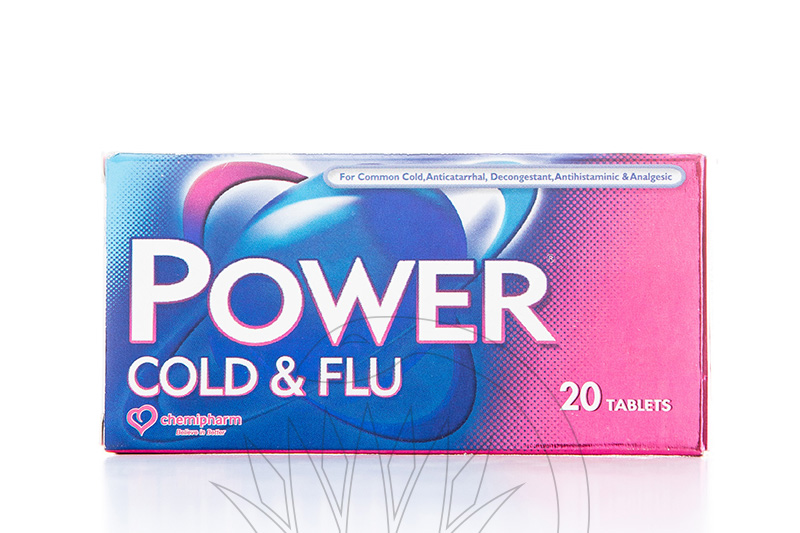 For Common Cold,Anticatarrhal, Decongestant,Antihistaminic & Analgesic
POWER®
COLD & FLU
20 TABLETS
chemipharm
Believe in Better